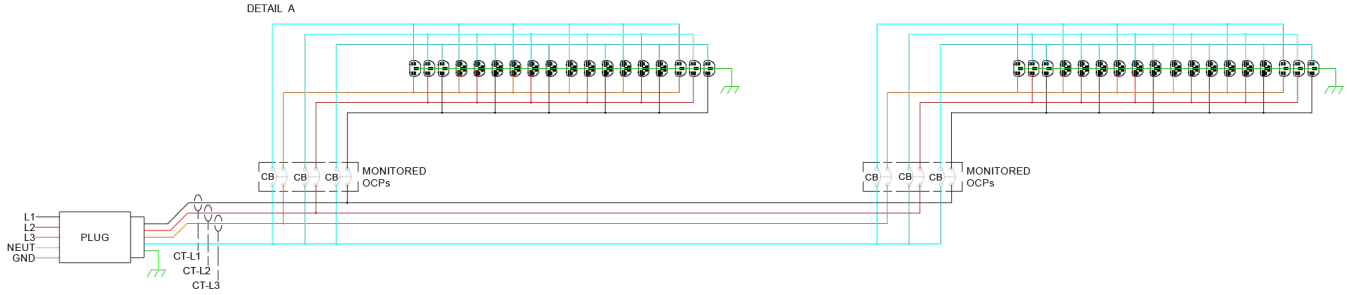 DETAIL A
CB CB CB MONITORED
OCPs
CB CB CB MONITORED
OCPs
L1
L2
L3
NEUT
GND
PLUG
CT-L1
CT-L2
CT-L3